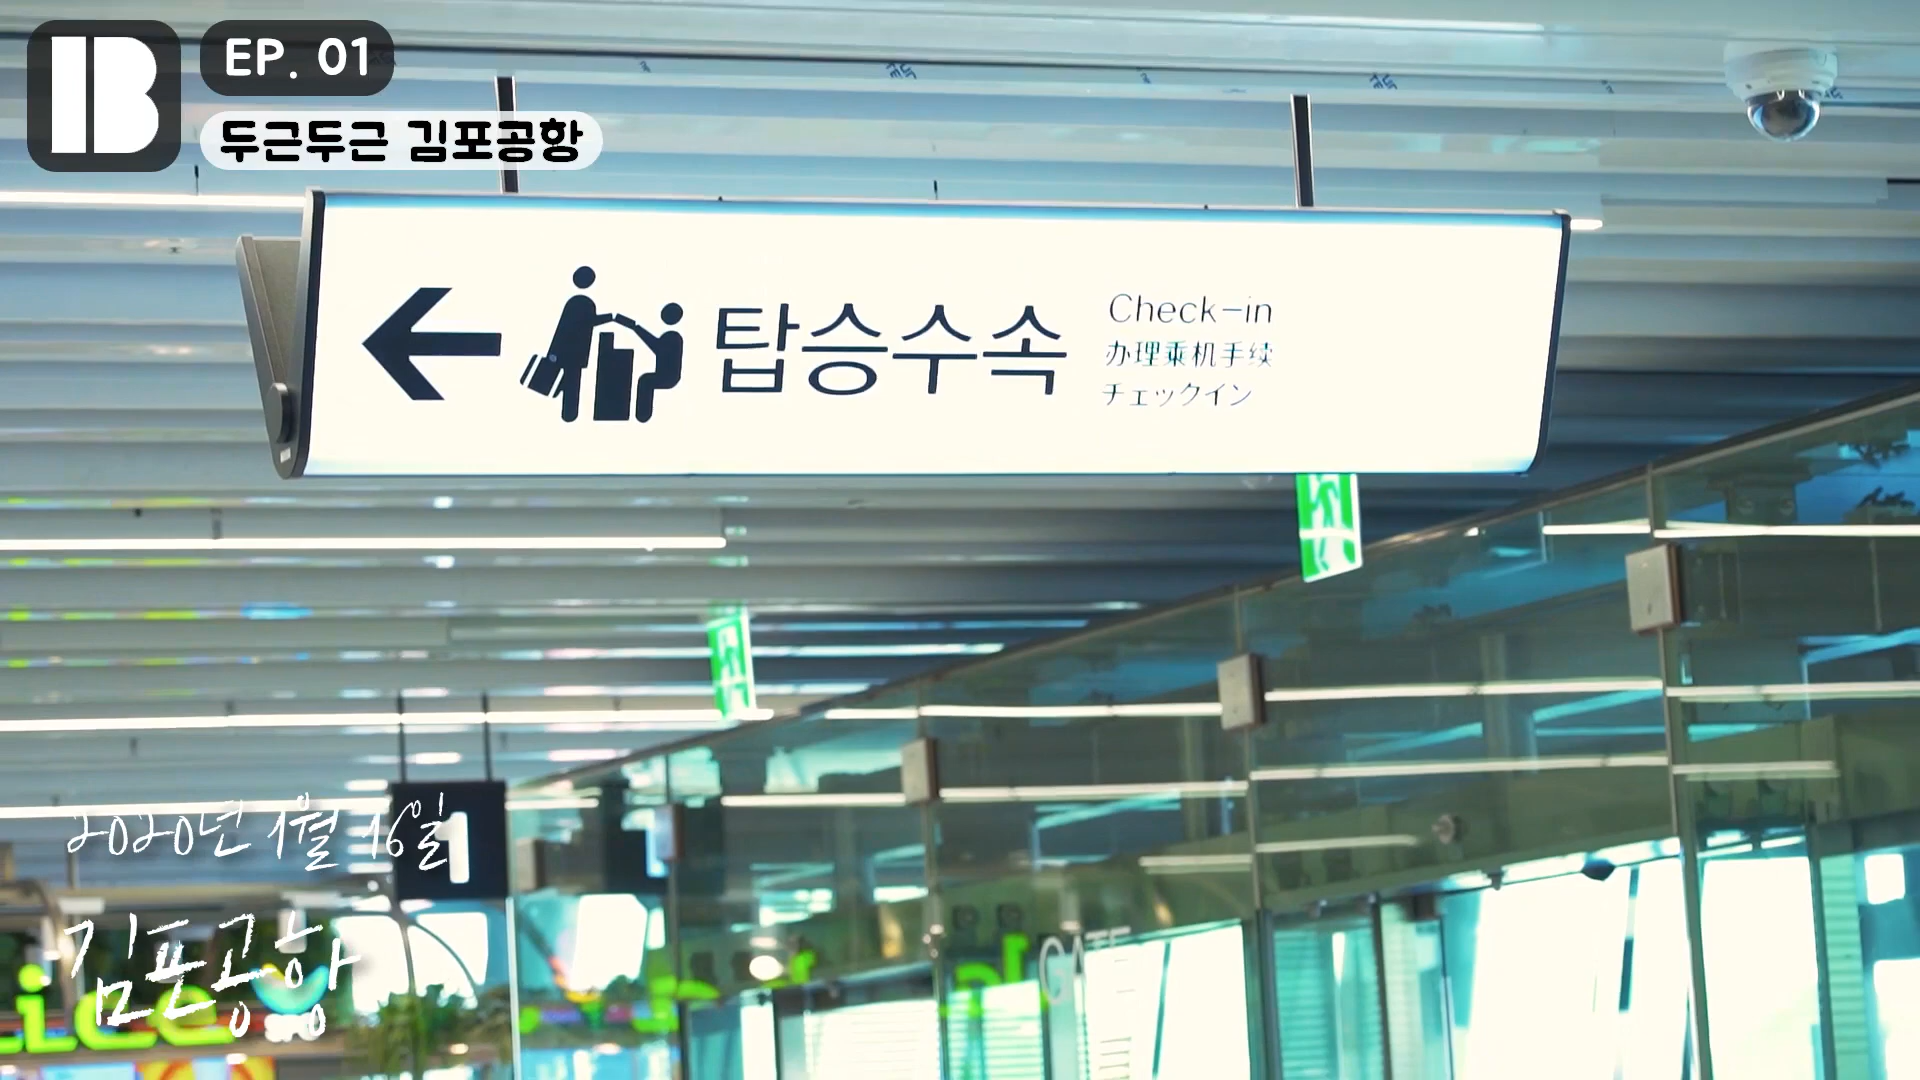 B
EP. 01
두근두근 김포공항
탑승수속
Check-in
办理乘机手续
チェックイン
2020년 1월 16일
1
김포공항
GATE